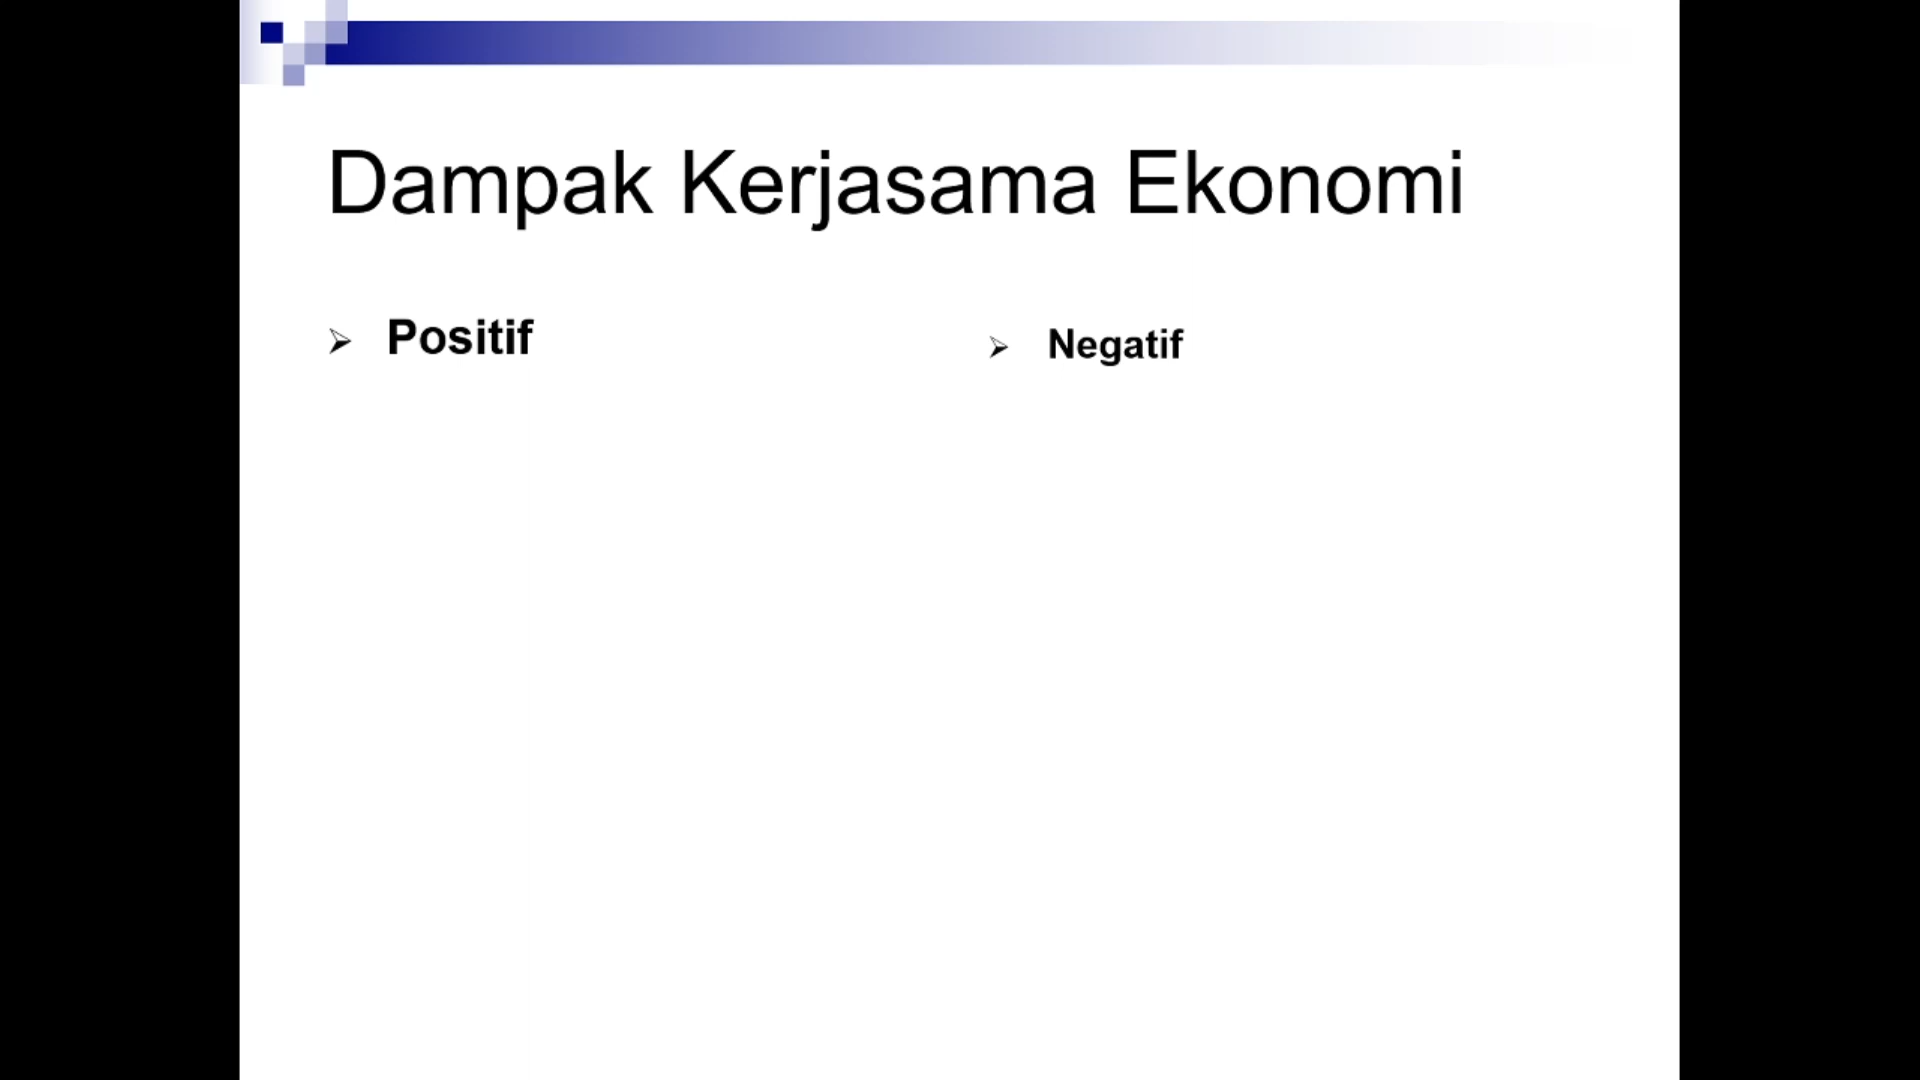 Dampak Kerjasama Ekonomi
➢ Positif
➢ Negatif